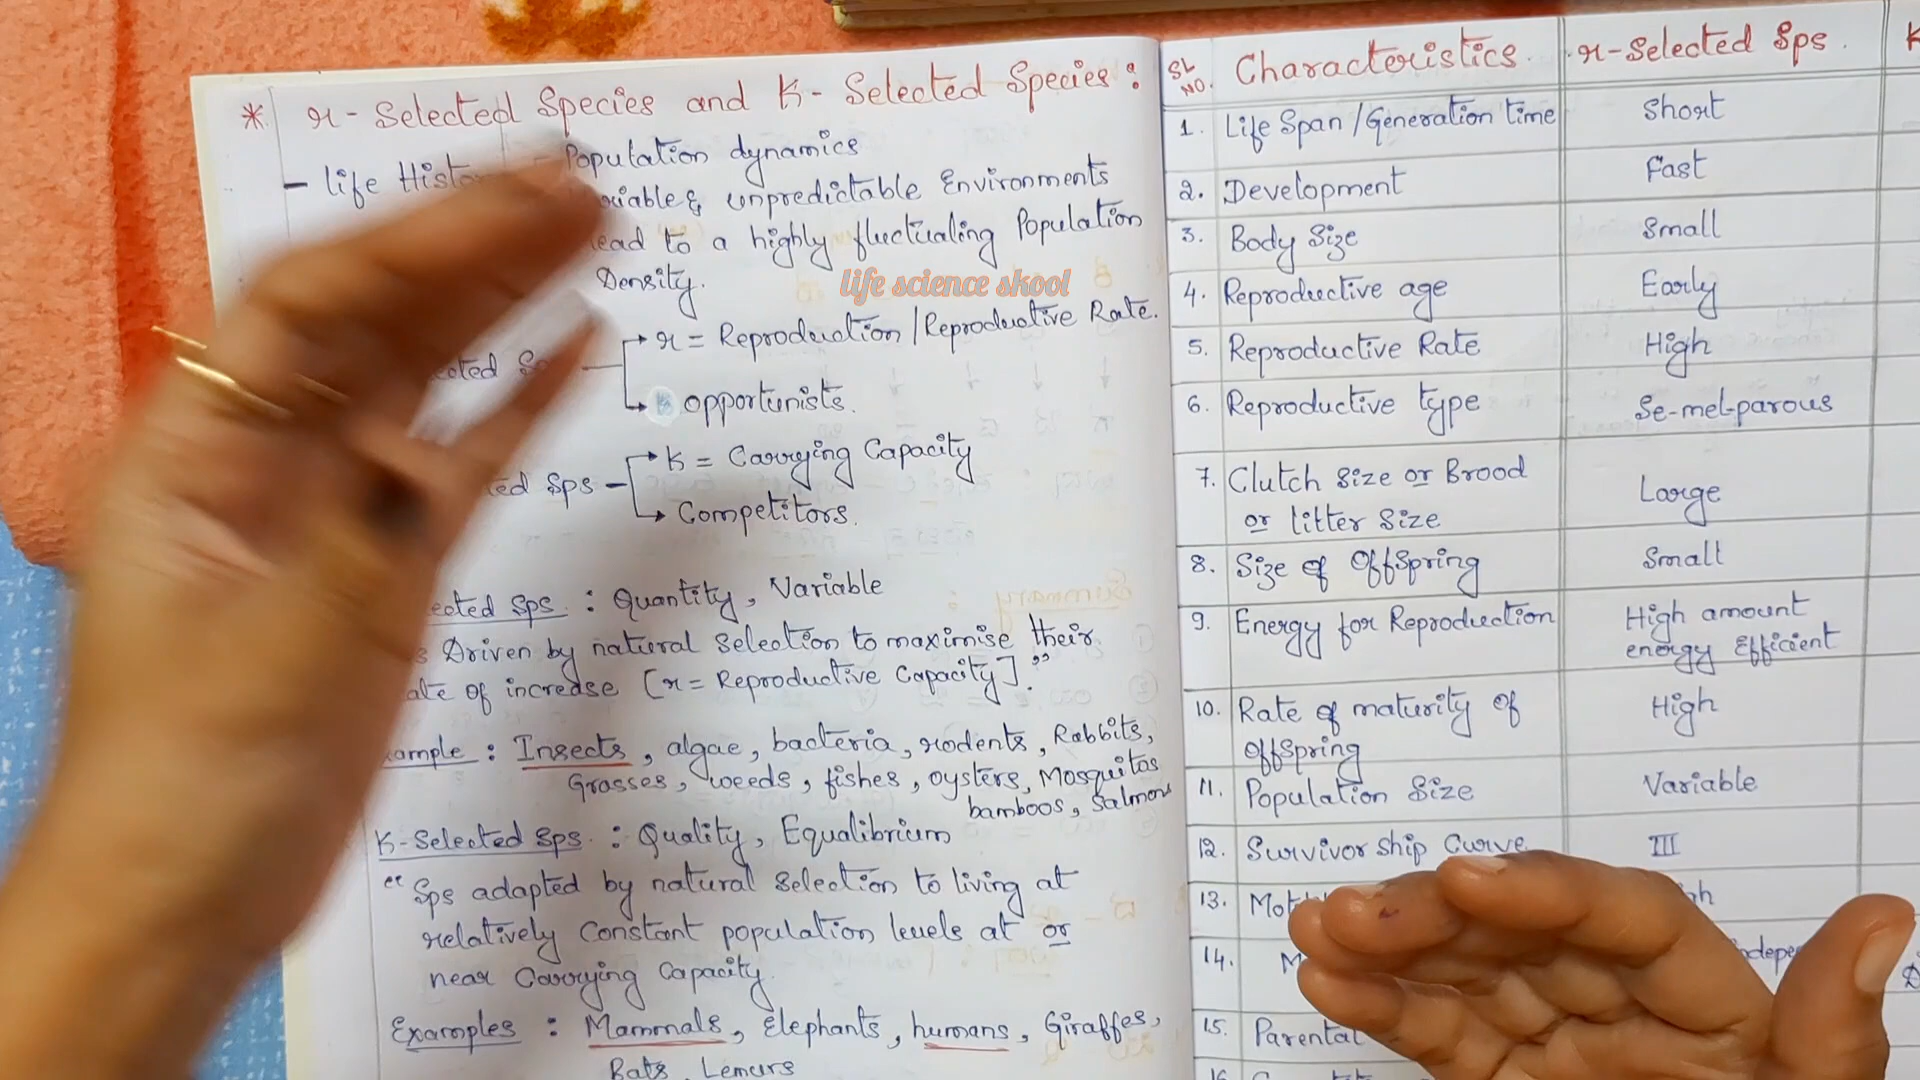 * r-Selected Species and K-Selected Species:
Population dynamics
- life
& unpredictable Environments
to a highly fluctualing Population
Density.
life science skool
r = Reproduction/Reproductive Rate.
opportunists.
Sps
K = Carrying Capacity
Competitors.
Sps : Quantity, Variable
Driven by natural Selection to maximise their
of increase [r = Reproductive Capacity]."
: Insects, algae, bacteria, rodents, Rabbits,
Grasses, weeds, fishes, oysters, Mosquitos
bamboos, Salmons
K-Selected Sps. : Quality, Equalibrium
"Sps adapted by natural Selection to living at
relatively Constant population levels at or
near Carrying Capacity.
Examples : Mammals, Elephants, humans, Giraffes,
Bats, Lemurs
SL NO. Characteristics. r-Selected Sps. K
1. Life Span/Generation time Short
2. Development Fast
3. Body Size Small
4. Reproductive age Early
5. Reproductive Rate High
6. Reproductive type Se-mel-parous
7. Clutch Size or Brood
or litter Size Large
8. Size of Offspring Small
9. Energy for Reproduction High amount
energy Efficient
10. Rate of maturity of High
Offspring
11. Population Size Variable
12. Survivorship Curve III
13.
14.
15. Parental